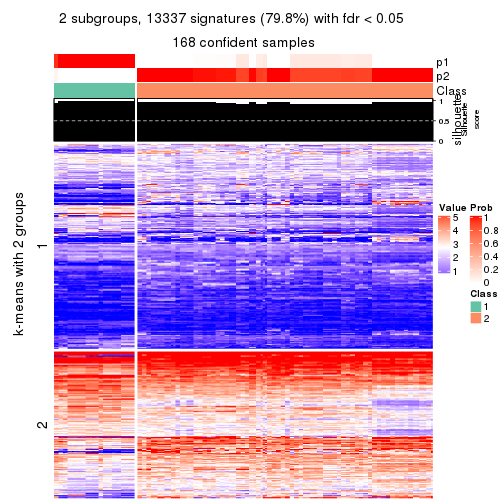 2 subgroups, 13337 signatures (79.8%) with fdr < 0.05
168 confident samples
p1
p2
Class
1
0.5
0
silhouette
Silhouette
score
k-means with 2 groups
1
2
Value
5
4
3
2
1
Prob
1
0.8
0.6
0.4
0.2
0
Class
1
2